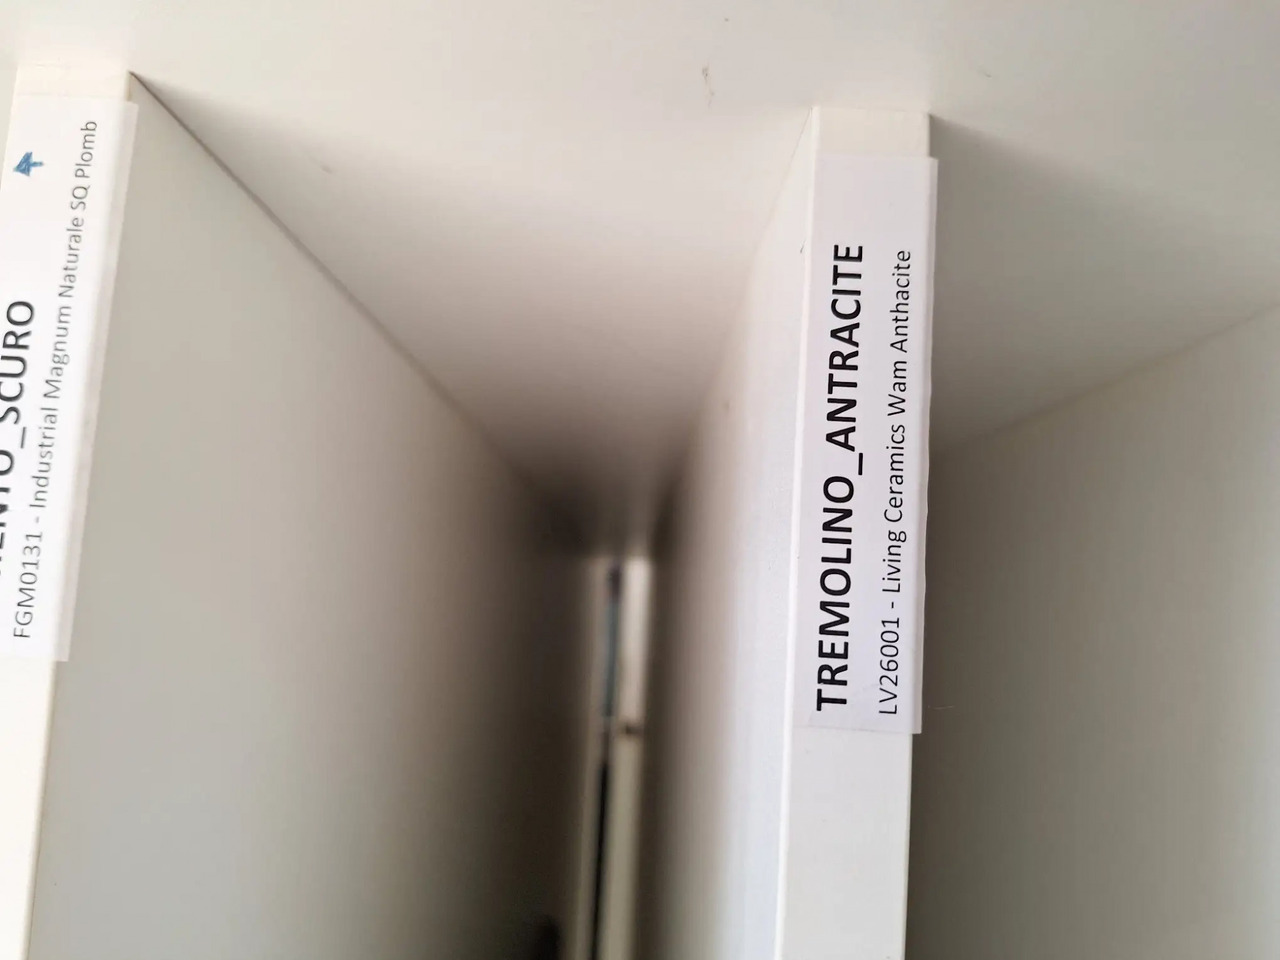 SCURO
FGM0131 - Industrial Magnum Naturale SQ Plomb
TREMOLINO_ANTRACITE
LV26001 - Living Ceramics Wam Anthacite